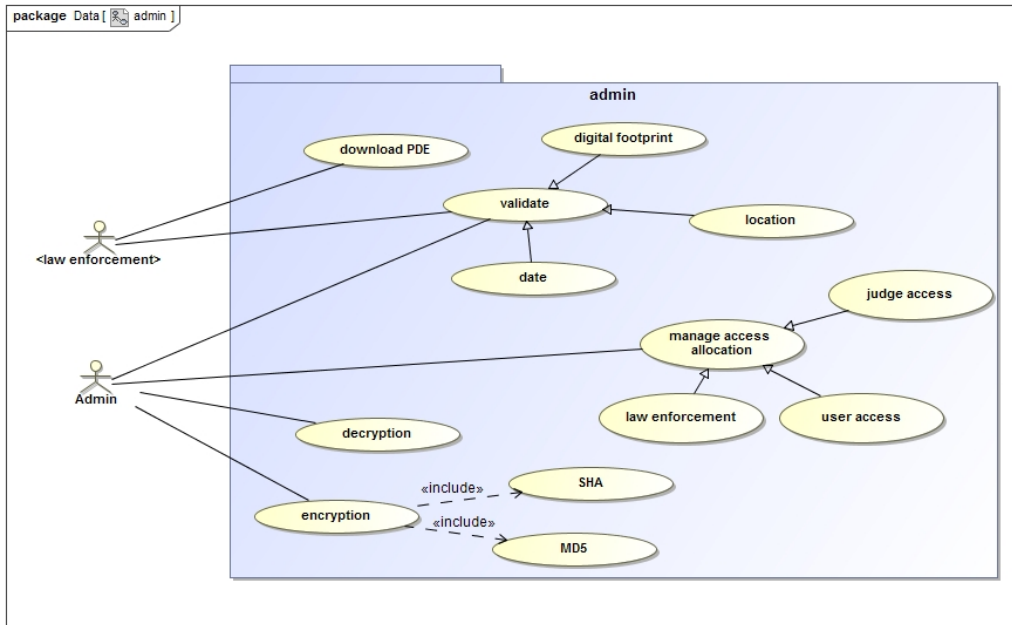 package Data [ admin ]
admin
digital footprint
download PDE
validate
location
<law enforcement>
date
judge access
manage access
allocation
Admin
law enforcement
user access
decryption
«include»
SHA
encryption
«include»
MD5